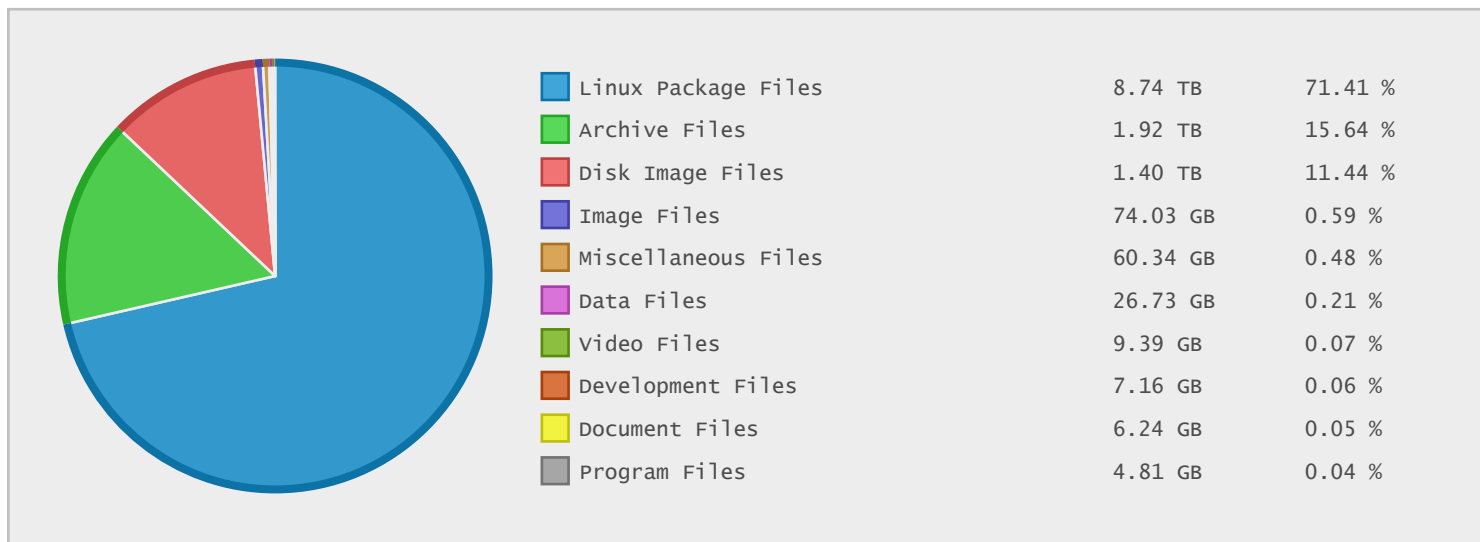 Linux Package Files 8.74 TB 71.41 %
Archive Files 1.92 TB 15.64 %
Disk Image Files 1.40 TB 11.44 %
Image Files 74.03 GB 0.59 %
Miscellaneous Files 60.34 GB 0.48 %
Data Files 26.73 GB 0.21 %
Video Files 9.39 GB 0.07 %
Development Files 7.16 GB 0.06 %
Document Files 6.24 GB 0.05 %
Program Files 4.81 GB 0.04 %